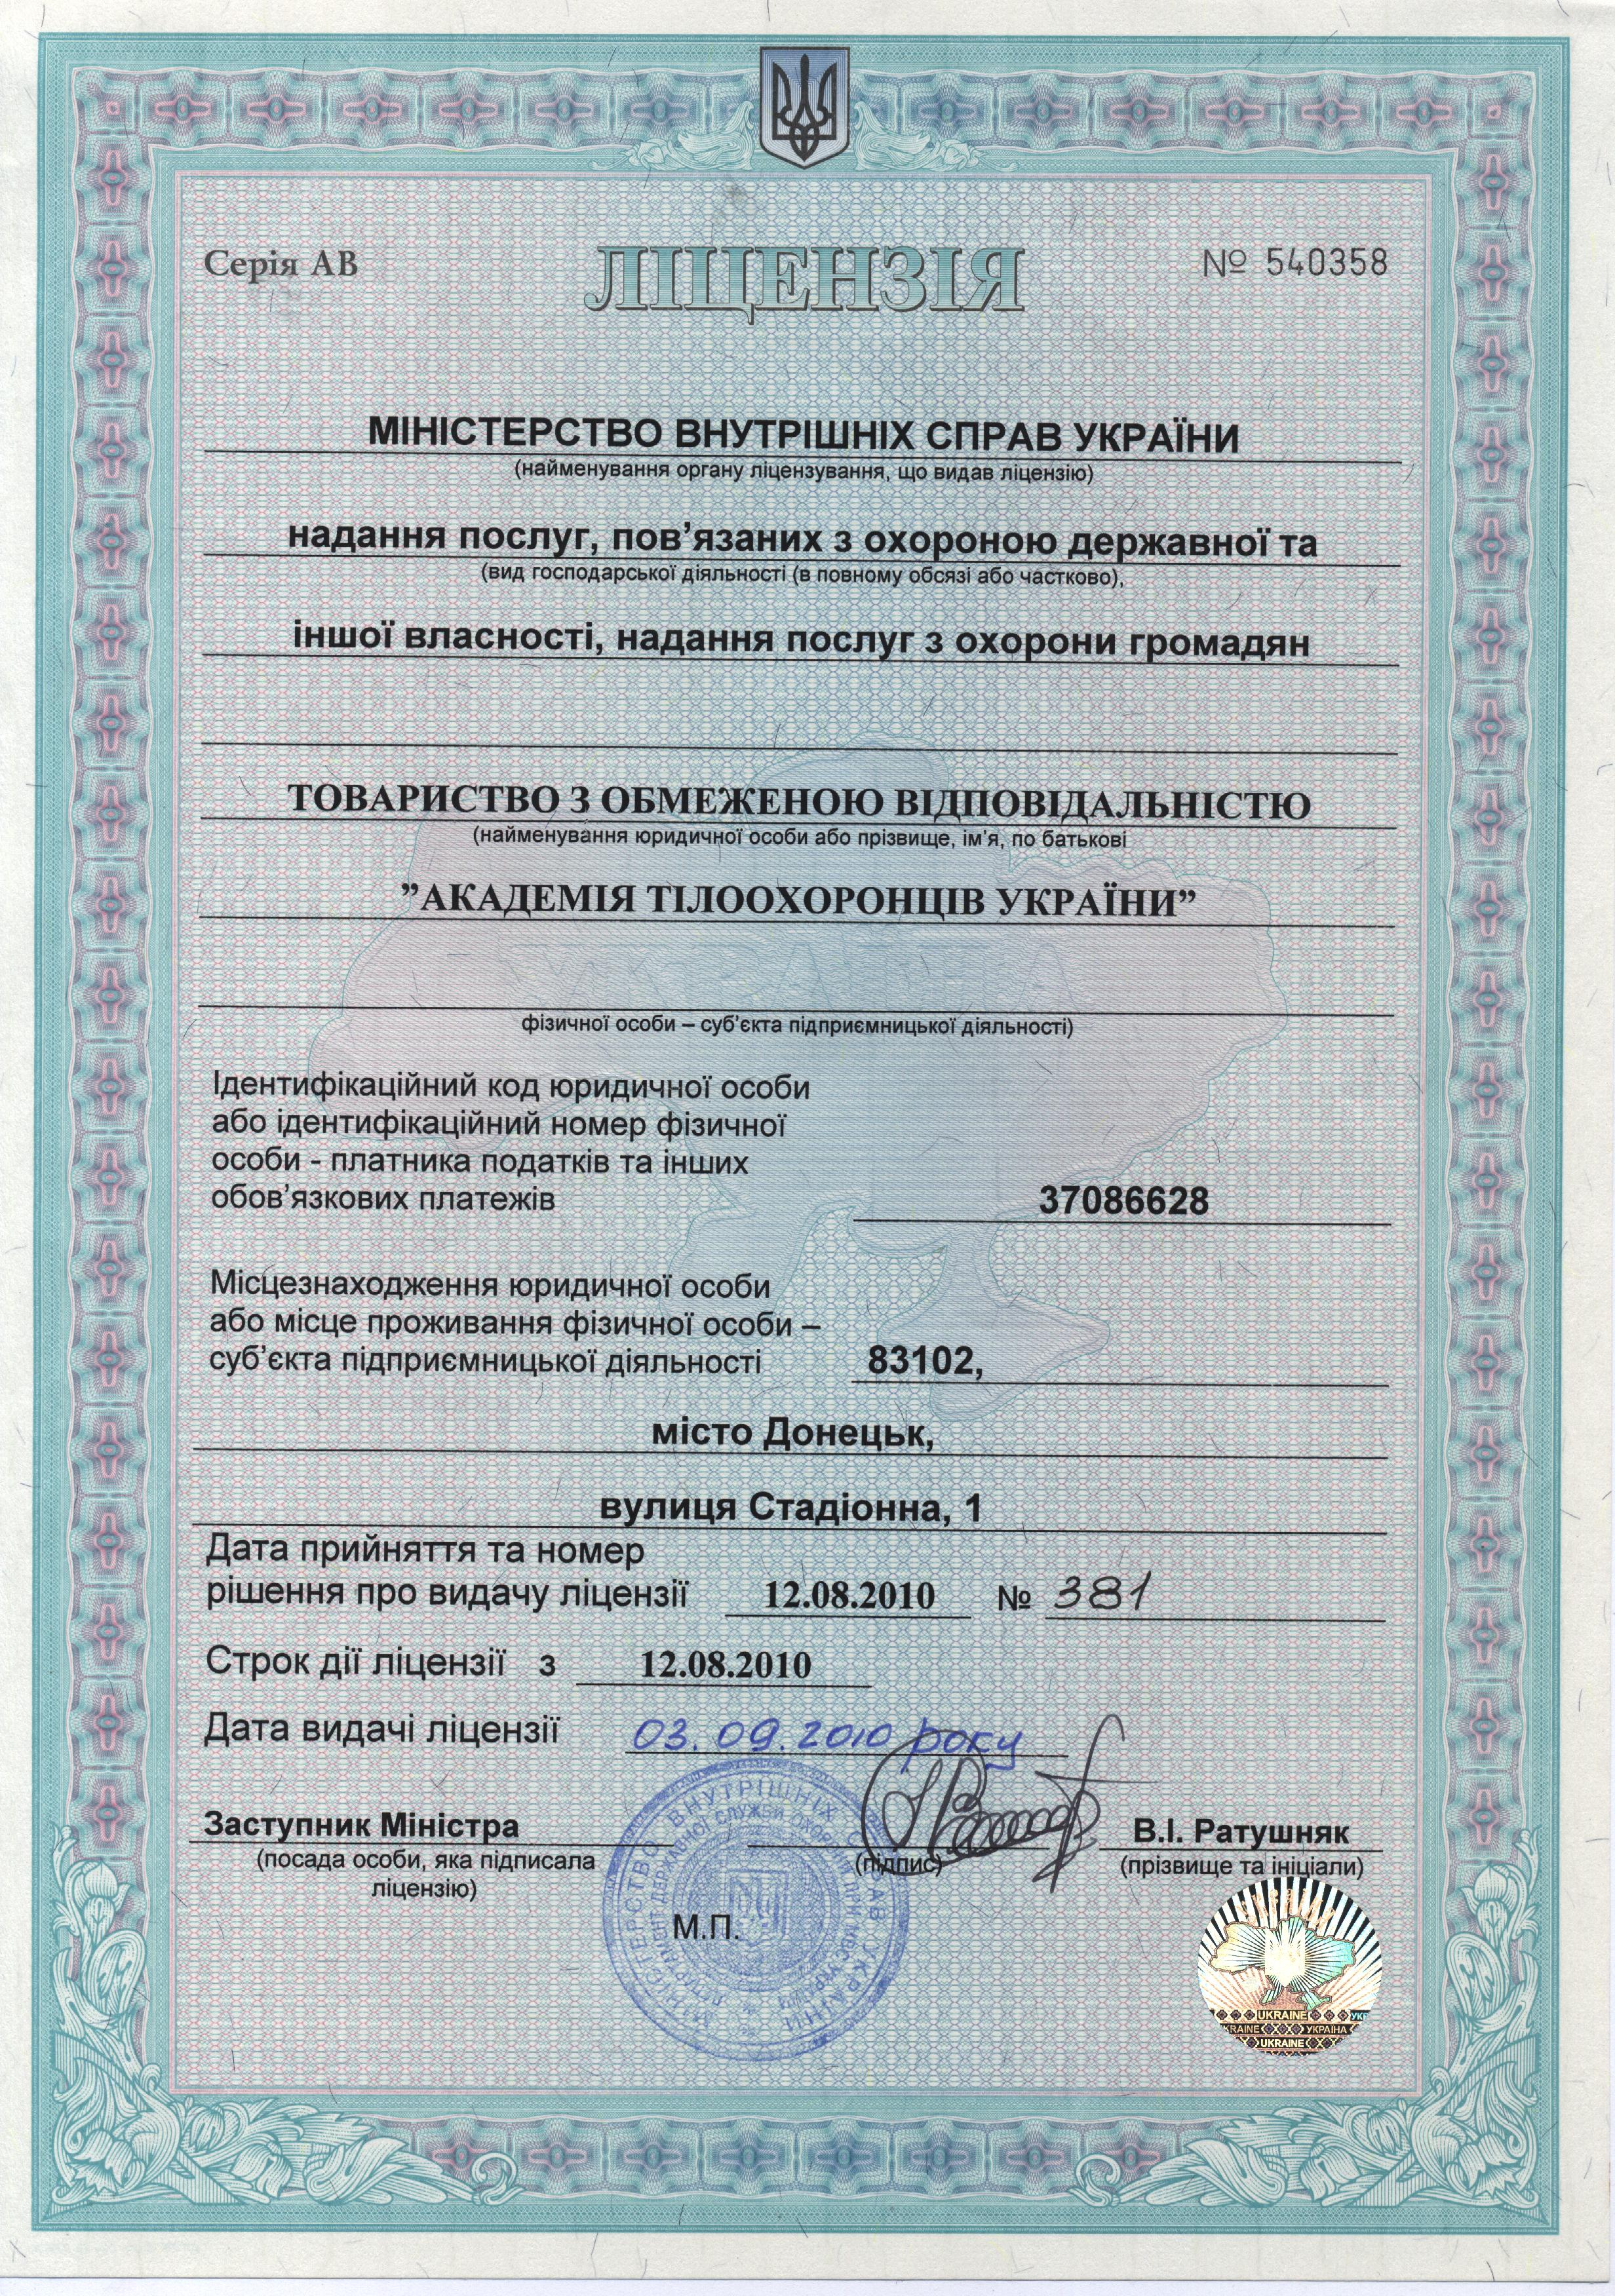 Серія АВ
ЛІЦЕНЗІЯ
№ 540358
МІНІСТЕРСТВО ВНУТРІШНІХ СПРАВ УКРАЇНИ
(найменування органу ліцензування, що видав ліцензію)
надання послуг, пов’язаних з охороною державної та
(вид господарської діяльності (в повному обсязі або частково),
іншої власності, надання послуг з охорони громадян
ТОВАРИСТВО З ОБМЕЖЕНОЮ ВІДПОВІДАЛЬНІСТЮ
(найменування юридичної особи або прізвище, ім’я, по батькові
”АКАДЕМІЯ ТІЛООХОРОНЦІВ УКРАЇНИ”
УКРАЇНА
фізичної особи – суб’єкта підприємницької діяльності)
Ідентифікаційний код юридичної особи
або ідентифікаційний номер фізичної
особи - платника податків та інших
обов’язкових платежів 37086628
Місцезнаходження юридичної особи
або місце проживання фізичної особи –
суб’єкта підприємницької діяльності 83102,
місто Донецьк,
вулиця Стадіонна, 1
Дата прийняття та номер
рішення про видачу ліцензії 12.08.2010 № 381
Строк дії ліцензії з 12.08.2010
Дата видачі ліцензії 03.09.2010 року
Заступник Міністра
(посада особи, яка підписала
ліцензію)
(підпис)
В.І. Ратушняк
(прізвище та ініціали)
М.П.
МІНІСТЕРСТВО ВНУТРІШНІХ СПРАВ УКРАЇНИ
ДЕПАРТАМЕНТ ДЕРЖАВНОЇ СЛУЖБИ ОХОРОНИ ПРИ МВС УКРАЇНИ
УКРАЇНА
UKRAINE УК
KRAINE УКРАЇНА
UKRAINE